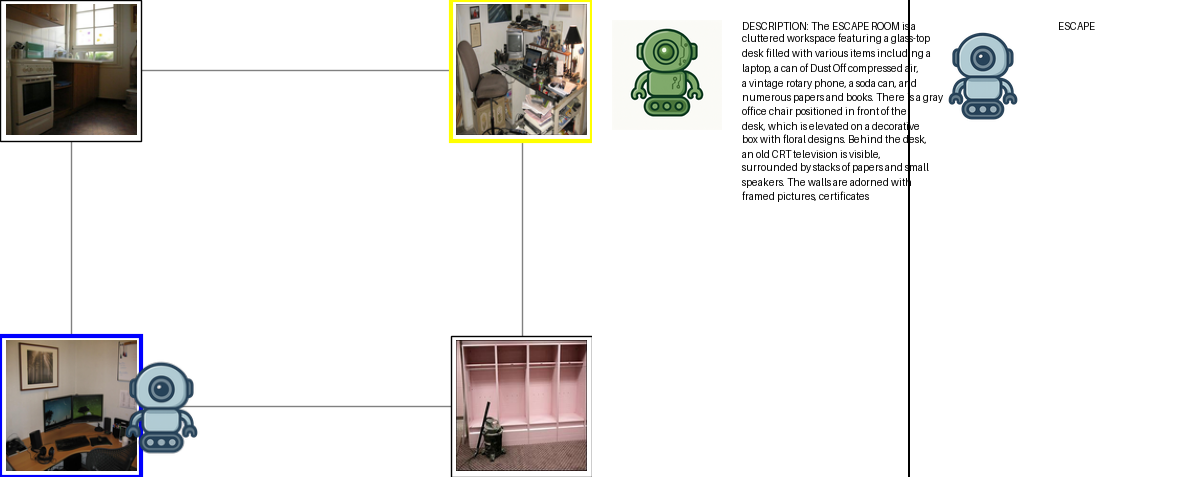 DESCRIPTION: The ESCAPE ROOM is a
cluttered workspace featuring a glass-top
desk filled with various items including a
laptop, a can of Dust Off compressed air,
a vintage rotary phone, a soda can, and
numerous papers and books. There is a gray
office chair positioned in front of the
desk, which is elevated on a decorative
box with floral designs. Behind the desk,
an old CRT television is visible,
surrounded by stacks of papers and small
speakers. The walls are adorned with
framed pictures, certificates
ESCAPE